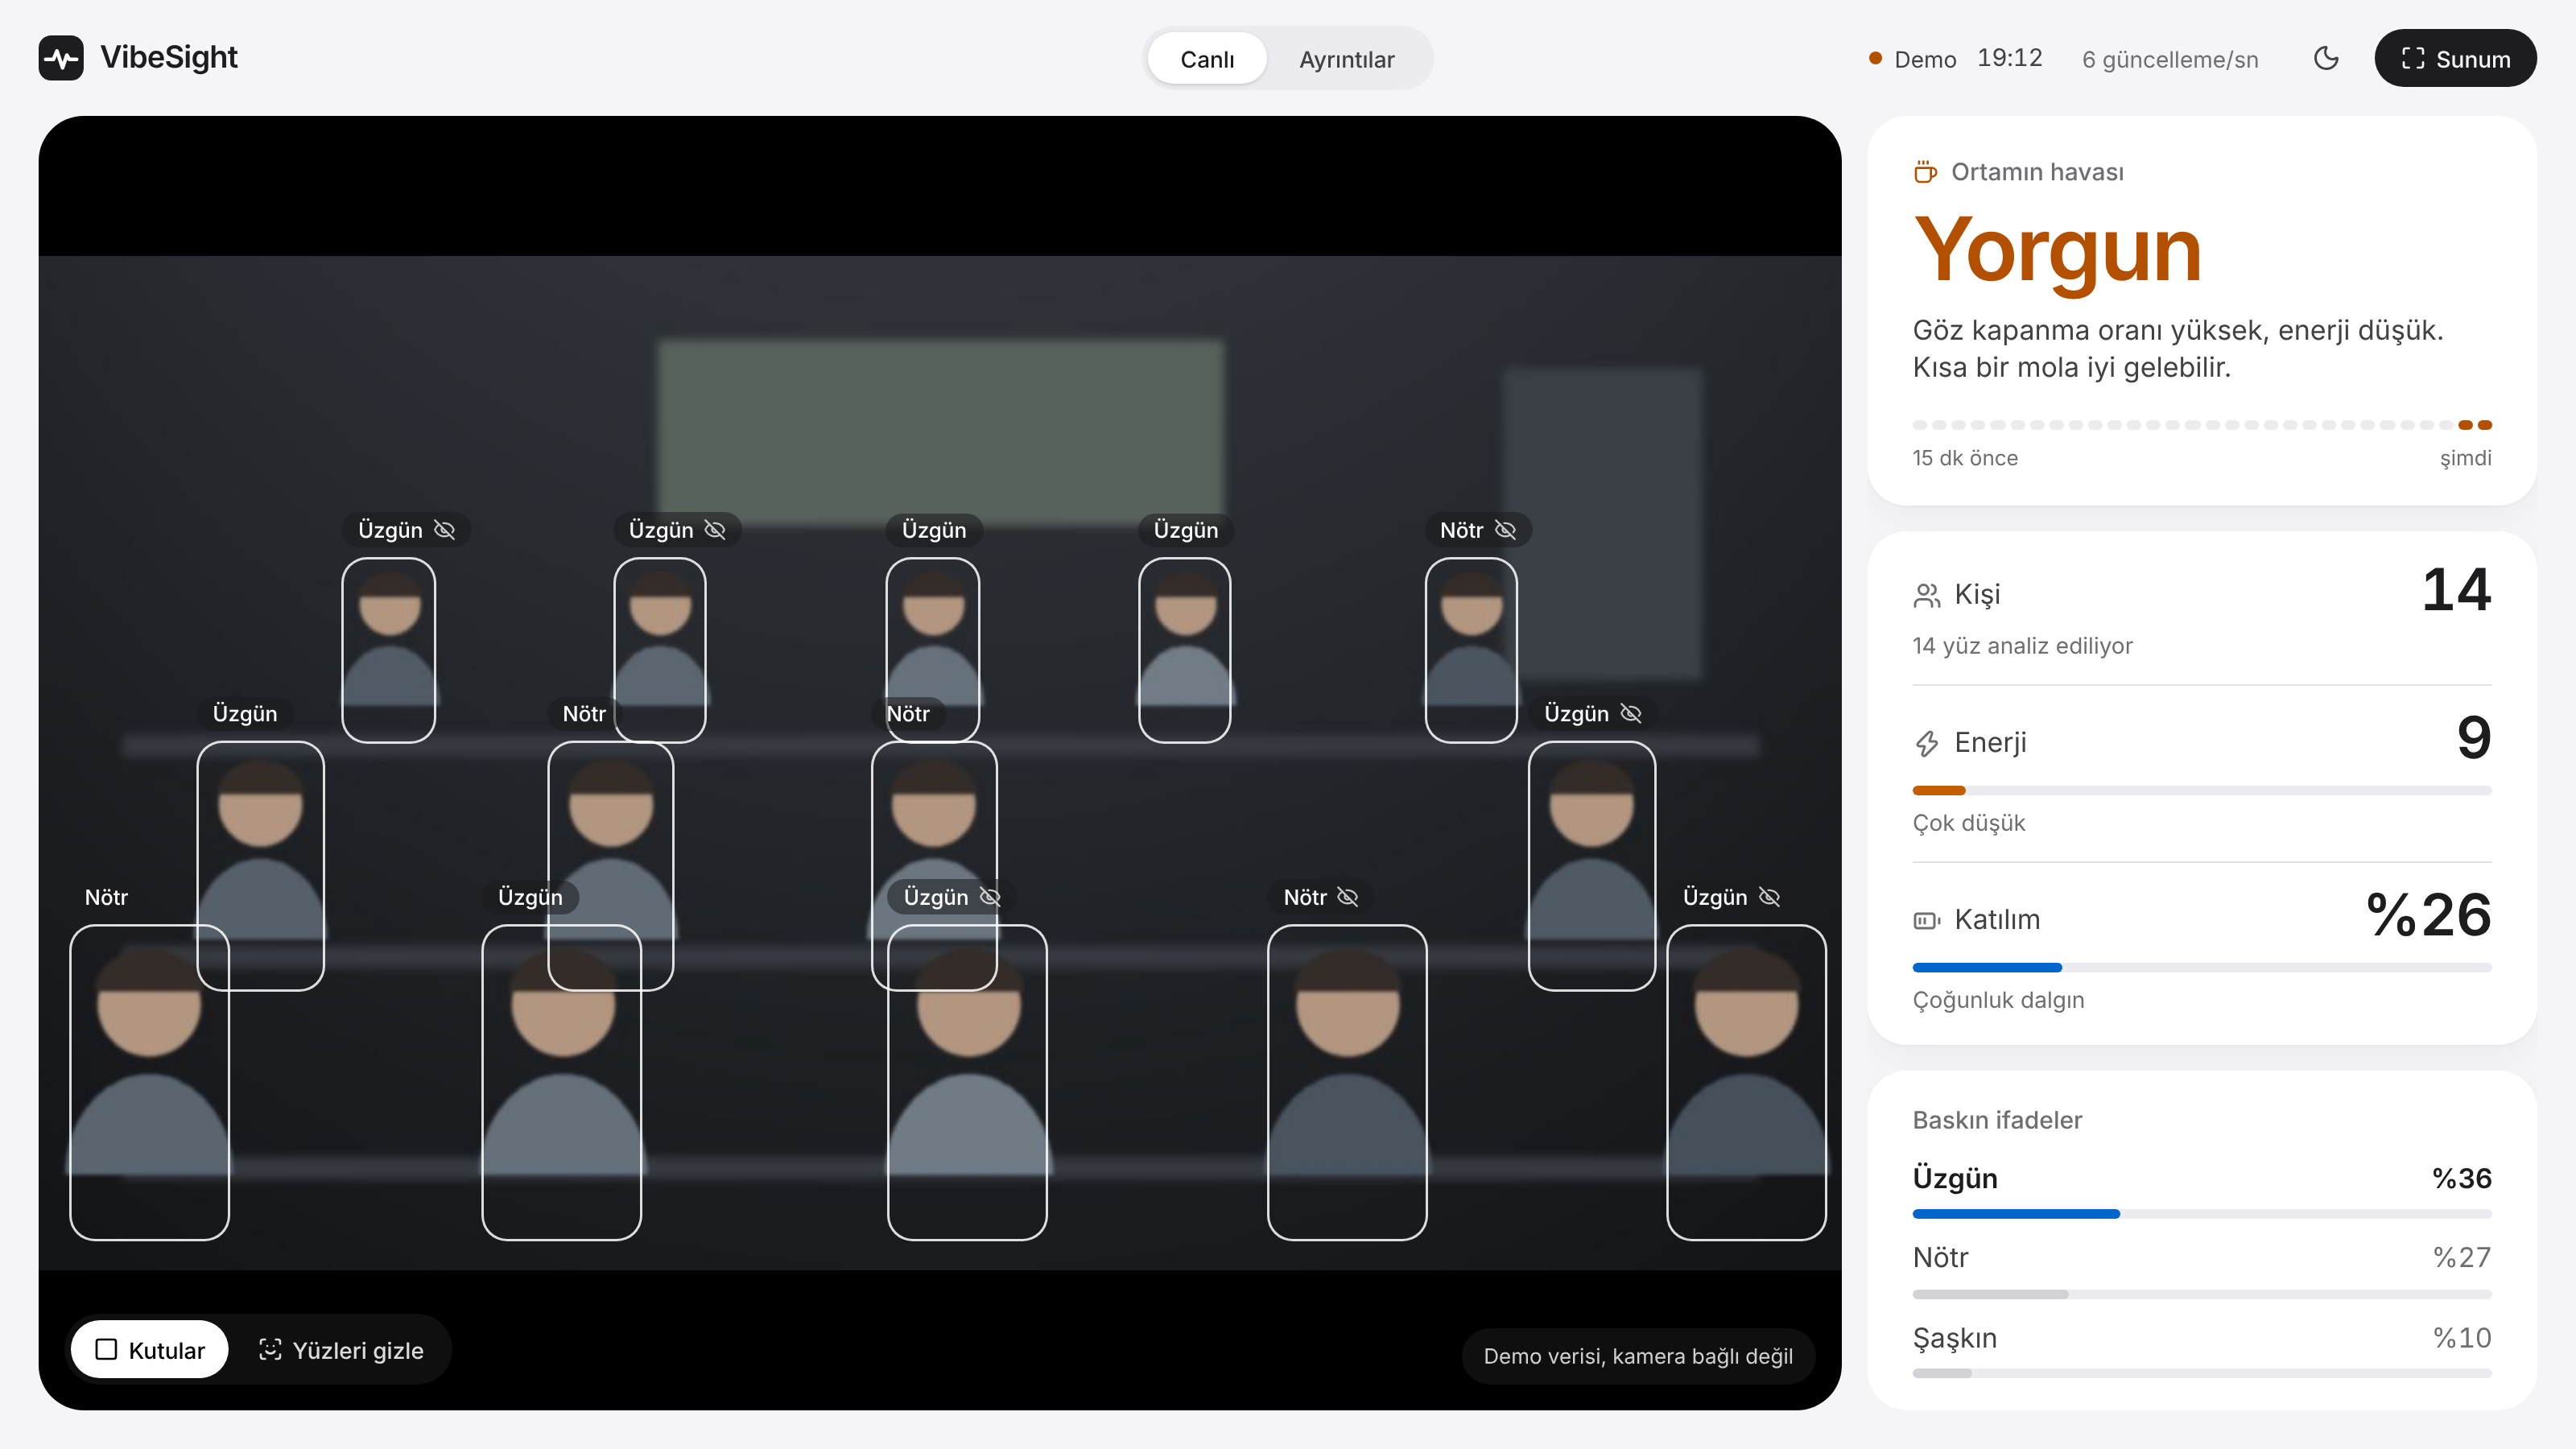 VibeSight
Canlı
Ayrıntılar
Demo 19:12
6 güncelleme/sn
Sunum
Üzgün
Üzgün
Üzgün
Üzgün
Nötr
Üzgün
Nötr
Nötr
Üzgün
Nötr
Üzgün
Üzgün
Nötr
Üzgün
Kutular
Yüzleri gizle
Demo verisi, kamera bağlı değil
Ortamın havası
Yorgun
Göz kapanma oranı yüksek, enerji düşük.
Kısa bir mola iyi gelebilir.
15 dk önce
şimdi
Kişi 14
14 yüz analiz ediliyor
Enerji 9
Çok düşük
Katılım %26
Çoğunluk dalgın
Baskın ifadeler
Üzgün %36
Nötr %27
Şaşkın %10